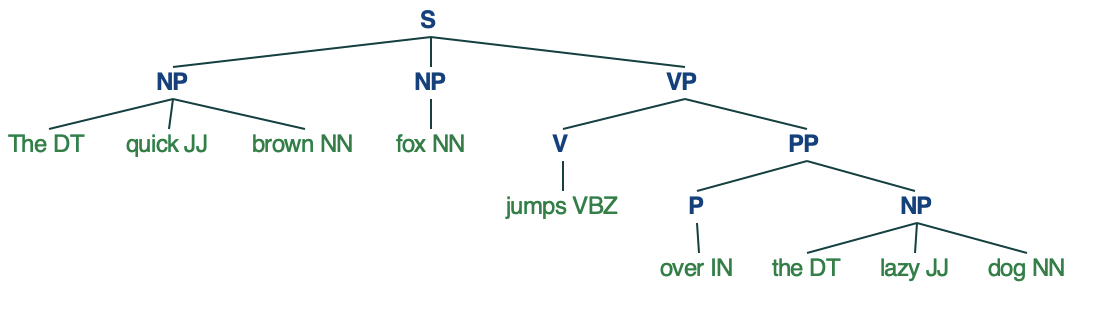 S
NP NP VP
The DT quick JJ brown NN fox NN V PP
jumps VBZ P NP
over IN the DT lazy JJ dog NN